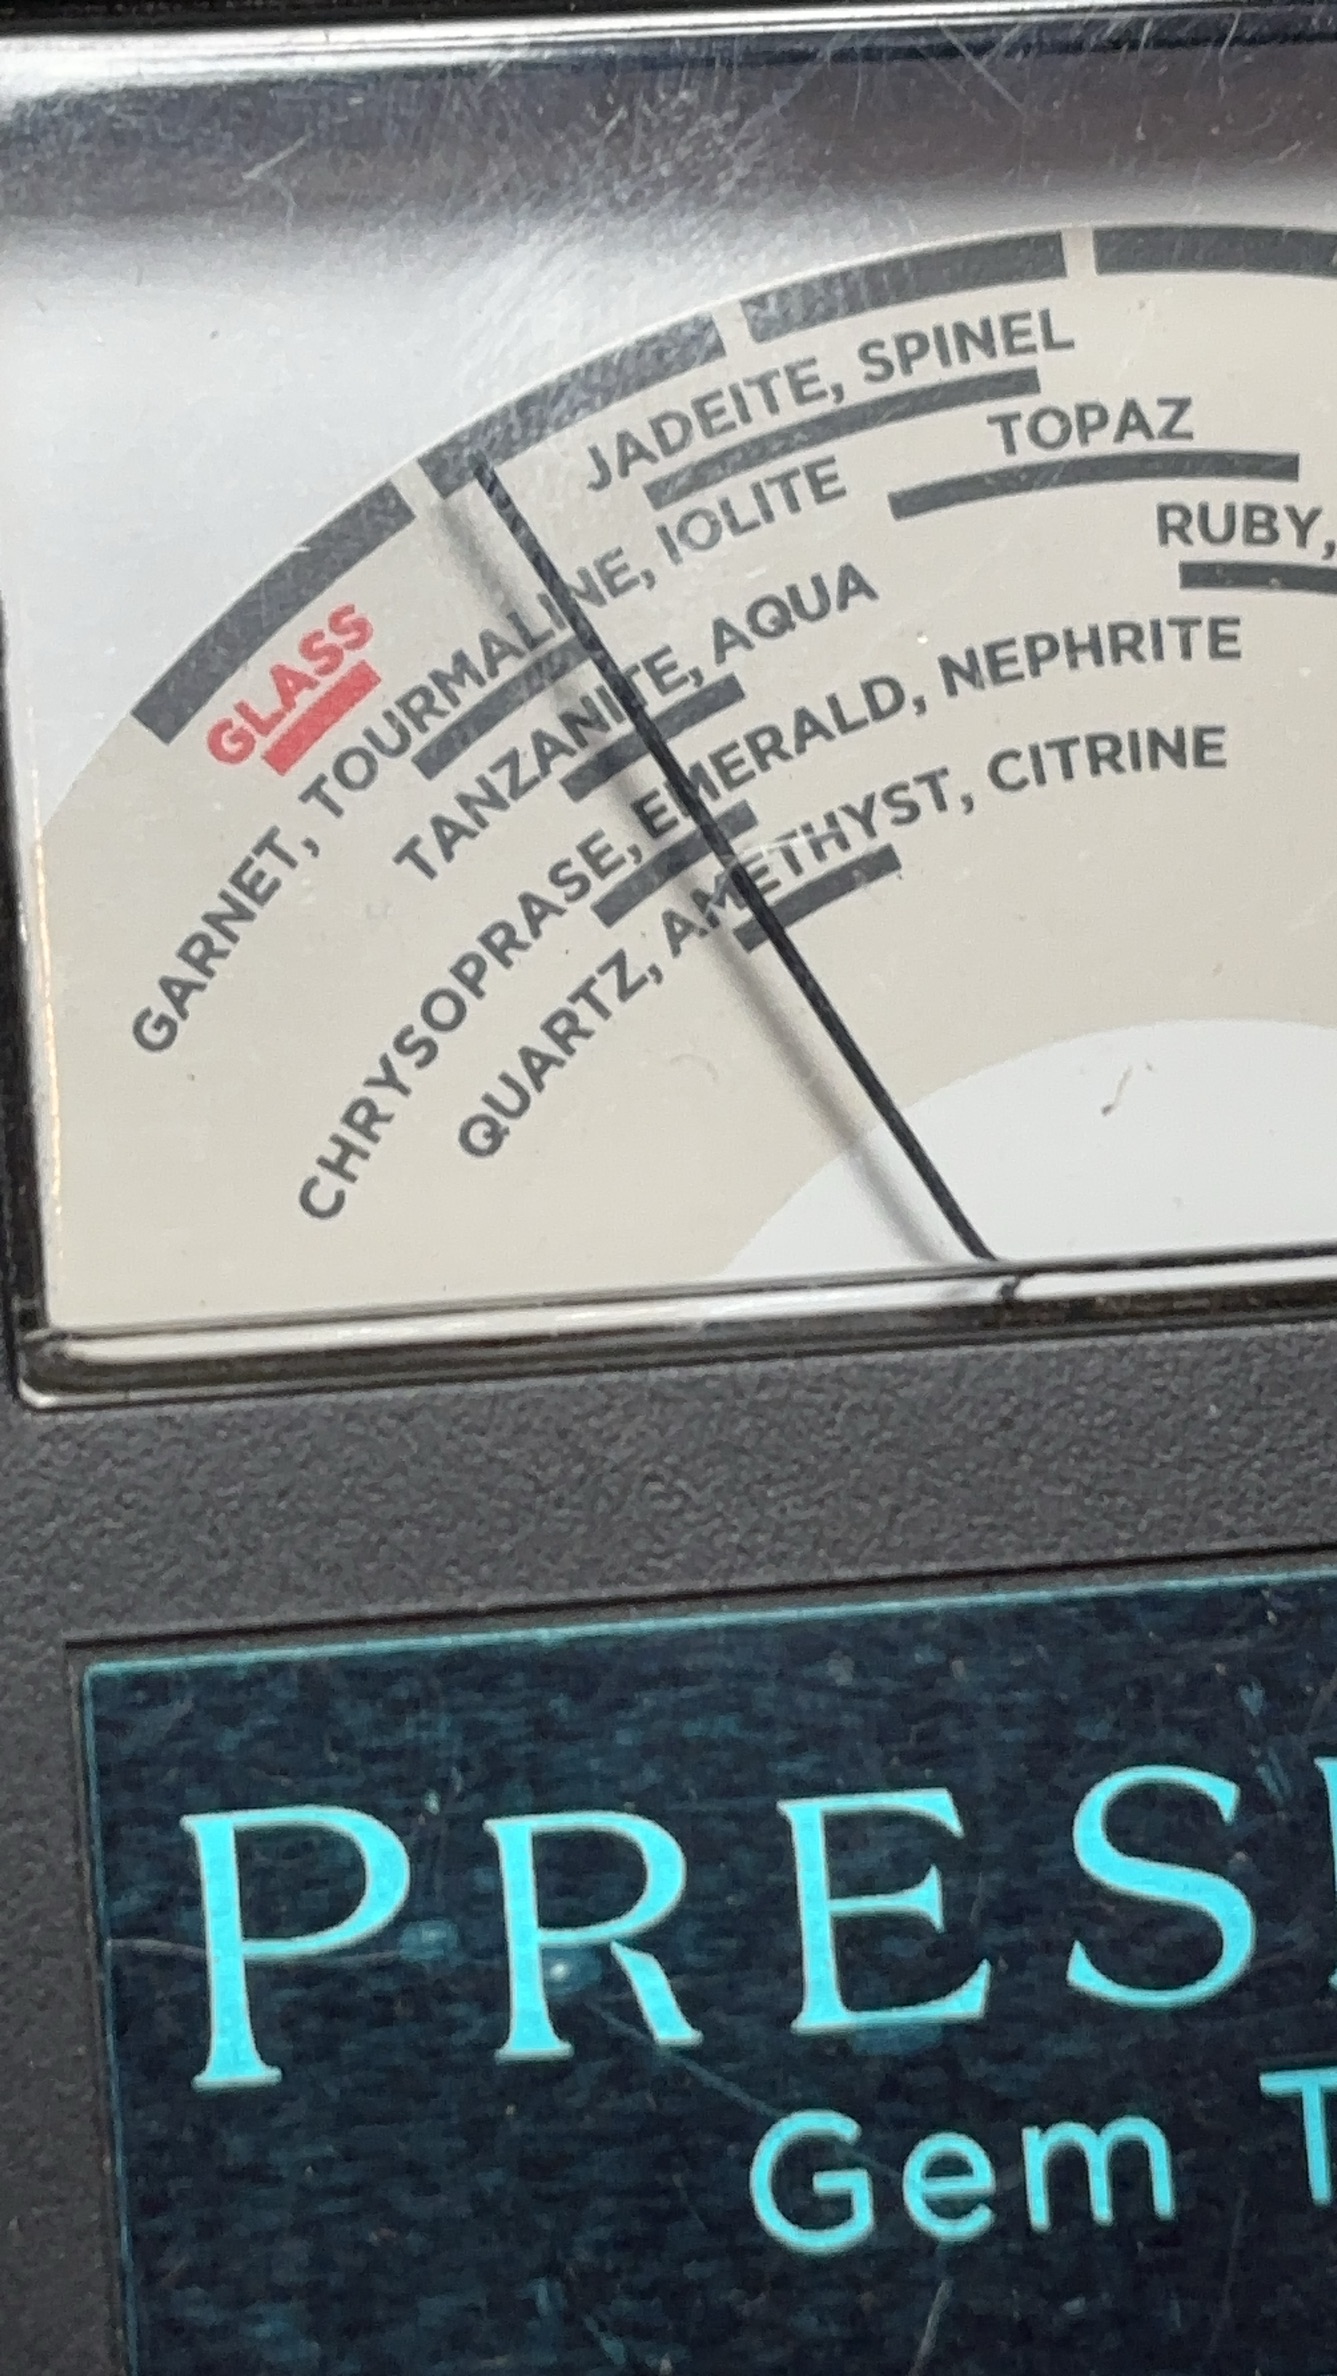 JADEITE, SPINEL
TOPAZ
RUBY,
GLASS
GARNET, TOURMALINE, IOLITE
TANZANITE, AQUA
CHRYSOPRASE, EMERALD, NEPHRITE
QUARTZ, AMETHYST, CITRINE
PRES
Gem T